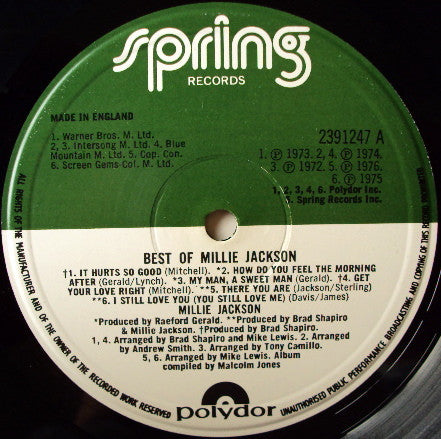 spring
RECORDS
MADE IN ENGLAND
1. Warner Bros. M. Ltd.
2, 3. Intersong M. Ltd. 4. Blue
Mountain M. Ltd. 5. Cop. Con.
6. Screen Gems-Col. M. Ltd.
2391247 A
1. ℗ 1973. 2, 4. ℗ 1974.
3. ℗ 1972. 5. ℗ 1976.
6. ℗ 1975
1, 2, 3, 4, 6. Polydor Inc.
5. Spring Records Inc.
BEST OF MILLIE JACKSON
†1. IT HURTS SO GOOD (Mitchell). *2. HOW DO YOU FEEL THE MORNING
AFTER (Gerald/Lynch). *3. MY MAN, A SWEET MAN (Gerald). †4. GET
YOUR LOVE RIGHT (Mitchell). **5. THERE YOU ARE (Jackson/Sterling)
**6. I STILL LOVE YOU (YOU STILL LOVE ME) (Davis/James)
MILLIE JACKSON
*Produced by Raeford Gerald. **Produced by Brad Shapiro
& Millie Jackson. †Produced by Brad Shapiro.
1, 4. Arranged by Brad Shapiro and Mike Lewis. 2. Arranged
by Andrew Smith. 3. Arranged by Tony Camillo.
5, 6. Arranged by Mike Lewis. Album
compiled by Malcolm Jones
polydor
ALL RIGHTS OF THE MANUFACTURER AND OF THE OWNER OF THE RECORDED WORK RESERVED
UNAUTHORISED PUBLIC PERFORMANCE BROADCASTING AND COPYING OF THIS RECORD PROHIBITED